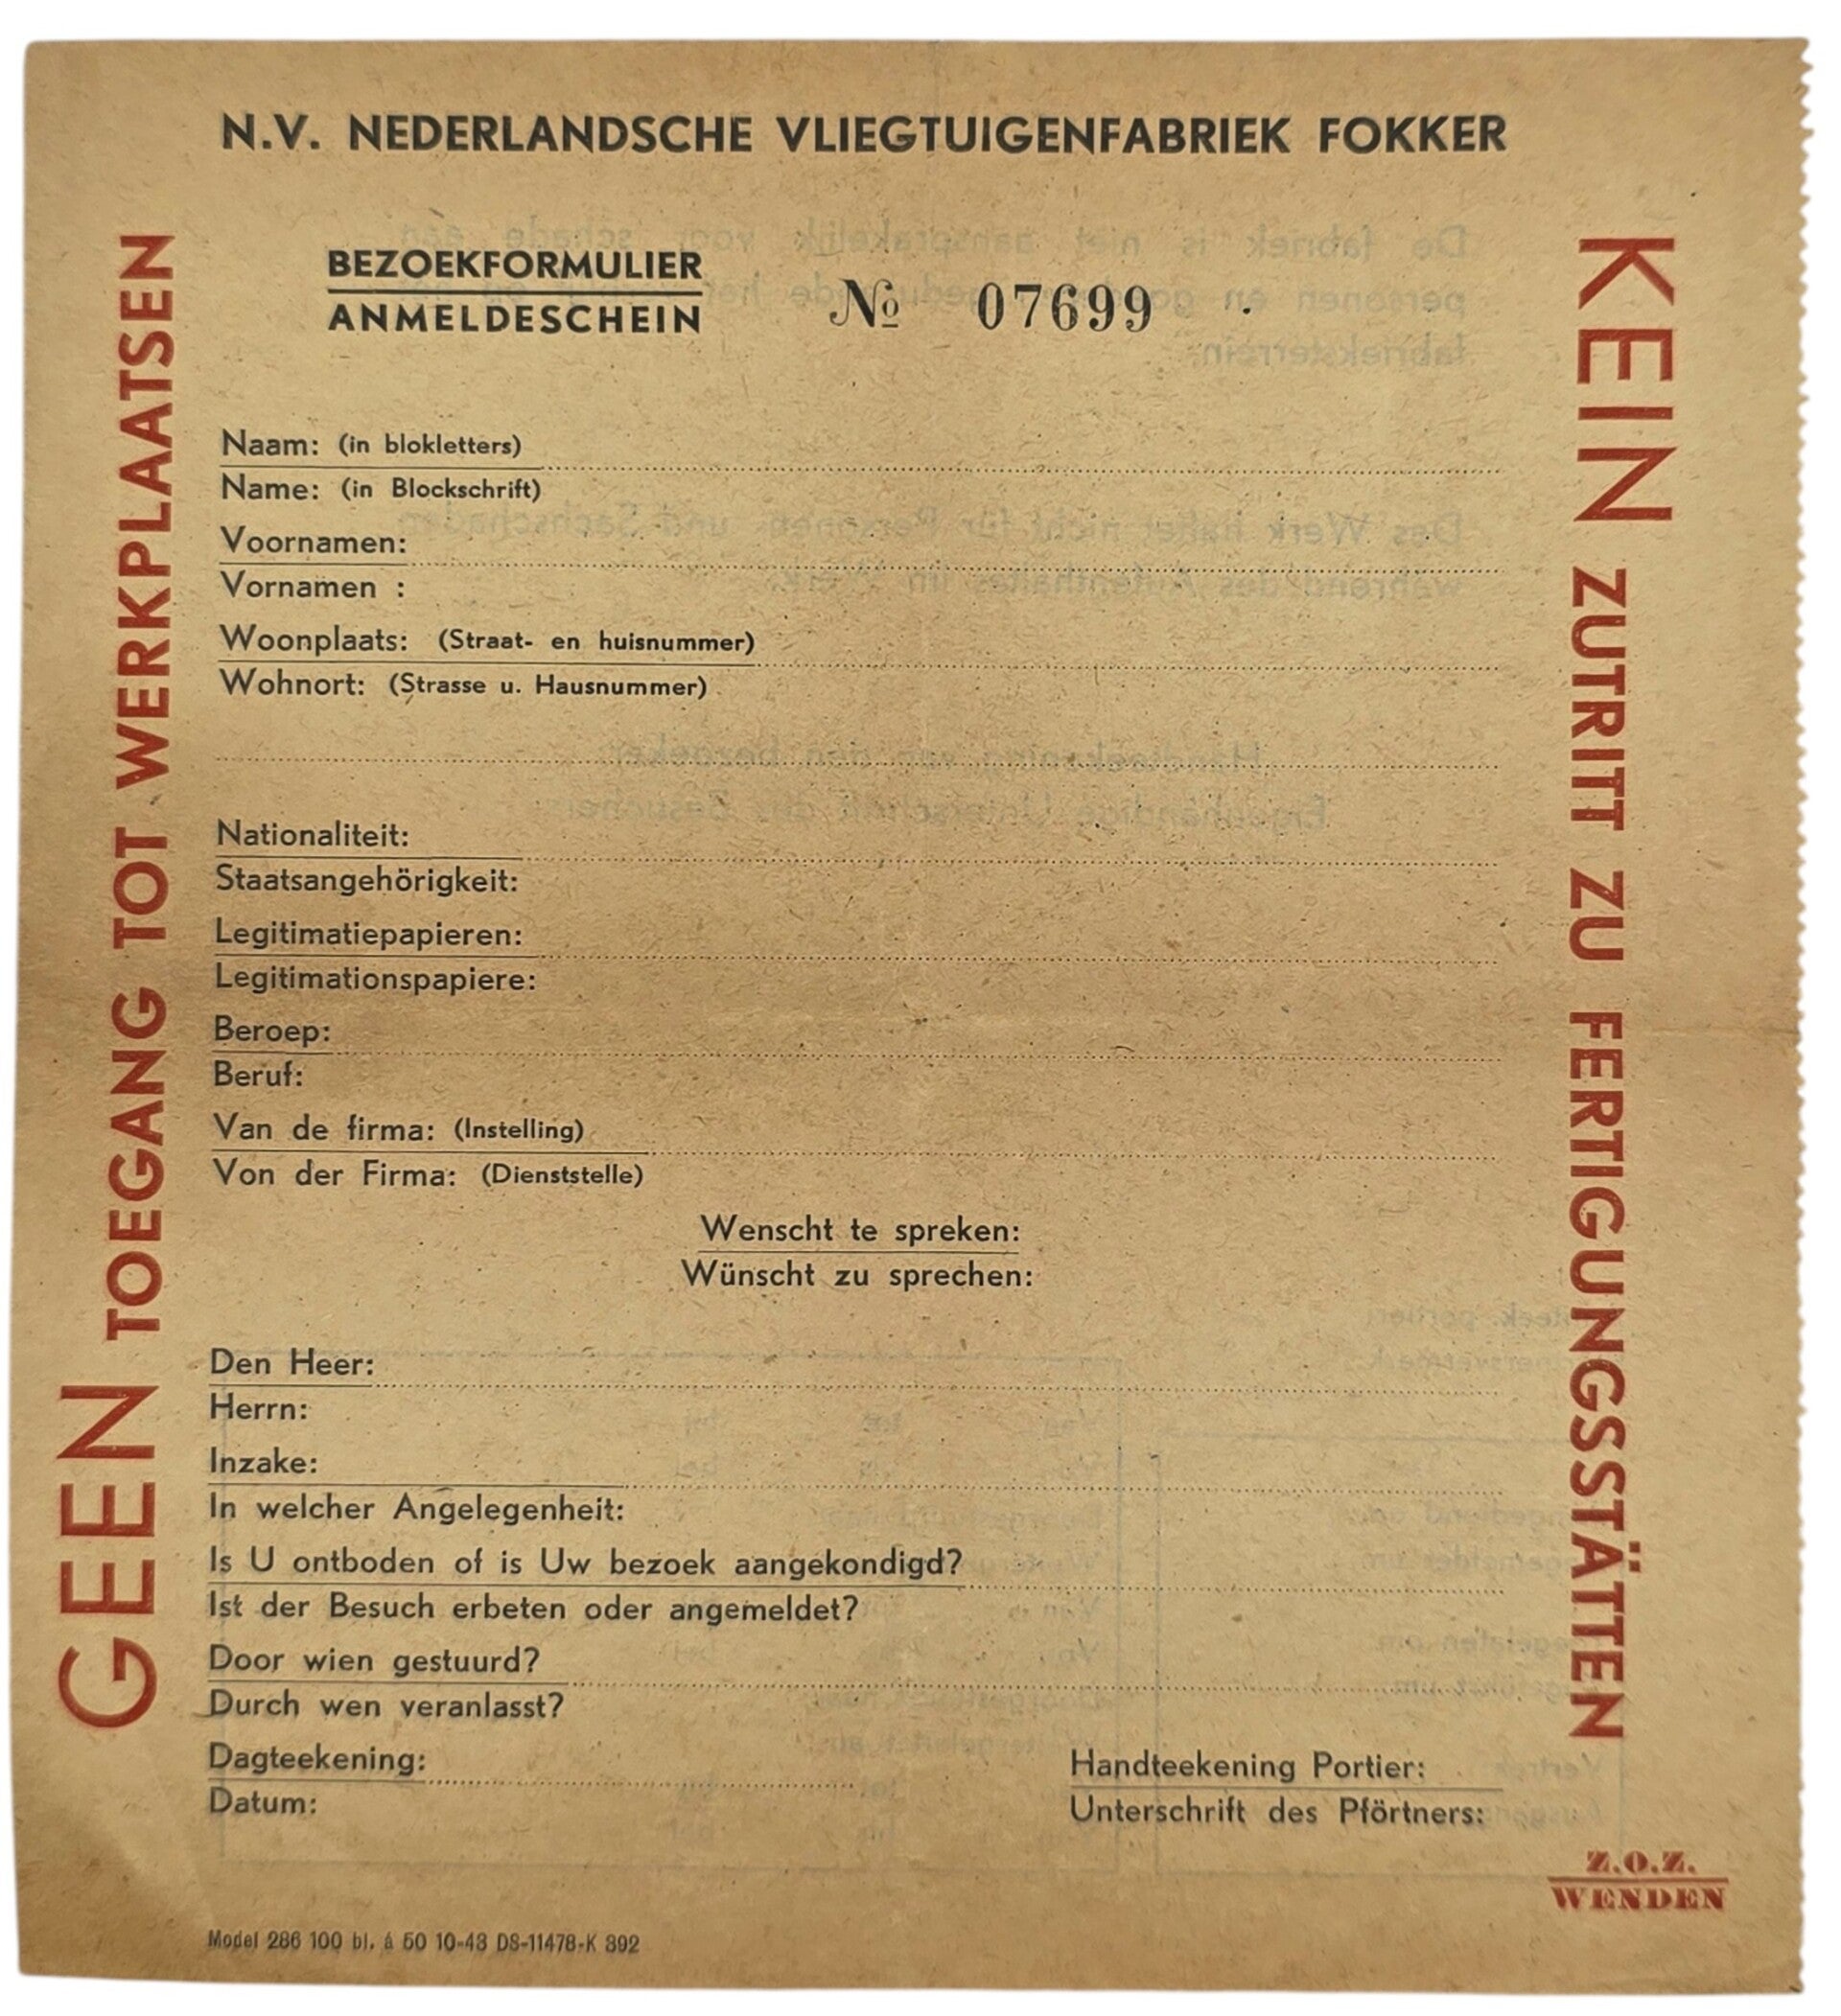 N.V. NEDERLANDSCHE VLIEGTUIGENFABRIEK FOKKER
GEEN TOEGANG TOT WERKPLAATSEN
BEZOEKFORMULIER
ANMELDESCHEIN
№ 07699
Naam: (in blokletters)
Name: (in Blockschrift)
Voornamen:
Vornamen :
Woonplaats: (Straat- en huisnummer)
Wohnort: (Strasse u. Hausnummer)
Nationaliteit:
Staatsangehörigkeit:
Legitimatiepapieren:
Legitimationspapiere:
Beroep:
Beruf:
Van de firma: (Instelling)
Von der Firma: (Dienststelle)
Wenscht te spreken:
Wünscht zu sprechen:
Den Heer:
Herrn:
Inzake:
In welcher Angelegenheit:
Is U ontboden of is Uw bezoek aangekondigd?
Ist der Besuch erbeten oder angemeldet?
Door wien gestuurd?
Durch wen veranlasst?
Dagteekening:
Datum:
Handteekening Portier:
Unterschrift des Pförtners:
KEIN ZUTRITT ZU FERTIGUNGSSTÄTTEN
Z.O.Z.
WENDEN
Model 286 100 bl. á 50 10-43 DS-11478-K 392